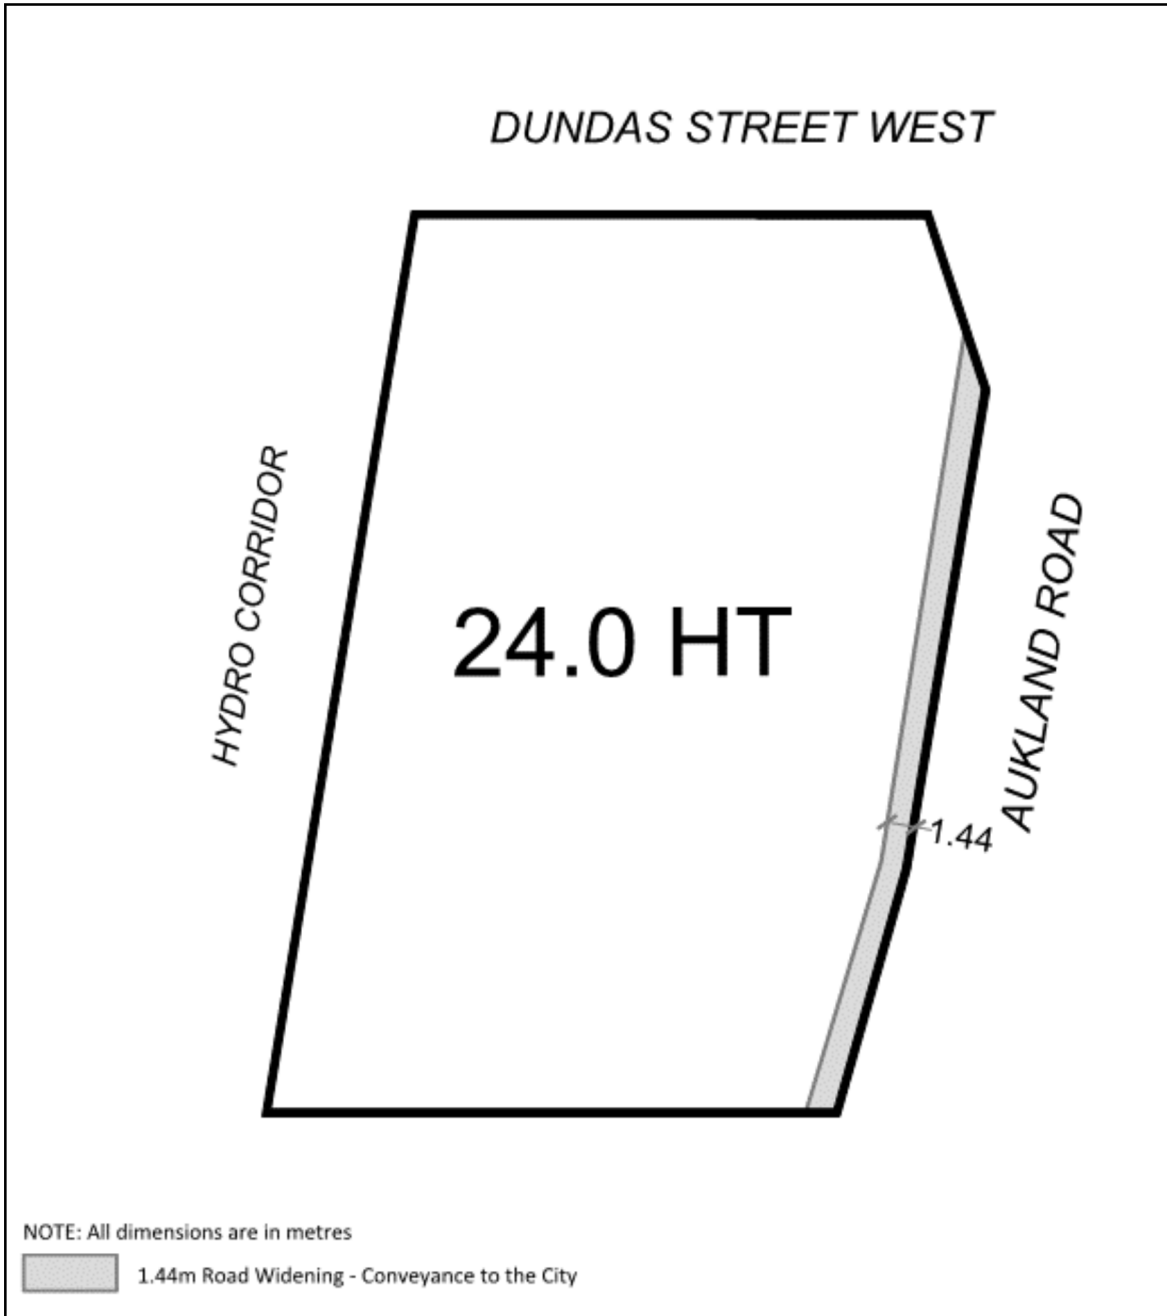 DUNDAS STREET WEST
HYDRO CORRIDOR
24.0 HT
AUKLAND ROAD
1.44
NOTE: All dimensions are in metres
1.44m Road Widening - Conveyance to the City